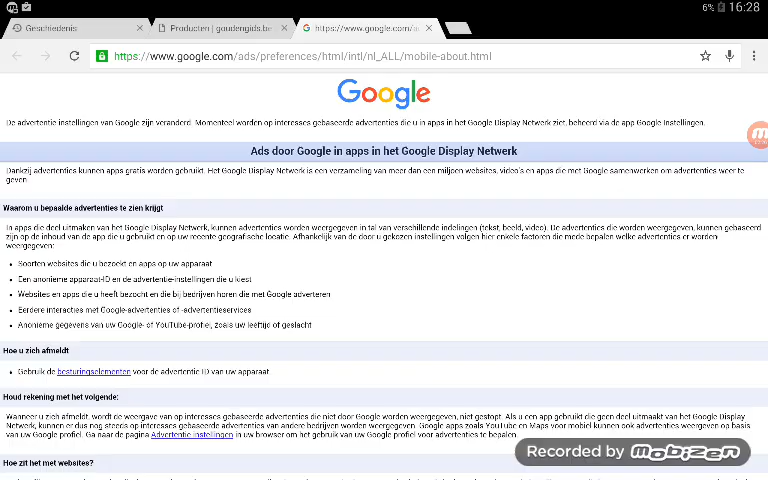 6% 16:28
Geschiedenis
Producten | goudengids.be
https://www.google.com/a
https://www.google.com/ads/preferences/html/intl/nl_ALL/mobile-about.html
Google
De advertentie instellingen van Google zijn veranderd. Momenteel worden op interesses gebaseerde advertenties die u in apps in het Google Display Netwerk ziet, beheerd via de app Google Instellingen.
Ads door Google in apps in het Google Display Netwerk
Dankzij advertenties kunnen apps gratis worden gebruikt. Het Google Display Netwerk is een verzameling van meer dan een miljoen websites, video's en apps die met Google samenwerken om advertenties weer te
geven
Waarom u bepaalde advertenties te zien krijgt
In apps die deel uitmaken van het Google Display Netwerk, kunnen advertenties worden weergegeven in tal van verschillende indelingen (tekst, beeld, video). De advertenties die worden weergegeven, kunnen gebaseerd
zijn op de inhoud van de app die u gebruikt en op uw recente geografische locatie. Afhankelijk van de door u gekozen instellingen volgen hier enkele factoren die mede bepalen welke advertenties er worden
weergegeven:
• Soorten websites die u bezoekt en apps op uw apparaat
• Een anonieme apparaat-ID en de advertentie-instellingen die u kiest
• Websites en apps die u heeft bezocht en die bij bedrijven horen die met Google adverteren
• Eerdere interacties met Google-advertenties of -advertentieservices
• Anonieme gegevens van uw Google- of YouTube-profiel, zoals uw leeftijd of geslacht
Hoe u zich afmeldt
• Gebruik de besturingselementen voor de advertentie ID van uw apparaat
Houd rekening met het volgende:
Wanneer u zich afmeldt, wordt de weergave van op interesses gebaseerde advertenties die niet door Google worden weergegeven, niet gestopt. Als u een app gebruikt die geen deel uitmaakt van het Google Display
Netwerk, kunnen er dus nog steeds op interesses gebaseerde advertenties van andere bedrijven worden weergegeven. Google apps zoals YouTube en Maps voor mobiel kunnen ook advertenties weergeven op basis
van uw Google profiel. Ga naar de pagina Advertentie instellingen in uw browser om het gebruik van uw Google profiel voor advertenties te bepalen.
Recorded by mobizen
Hoe zit het met websites?